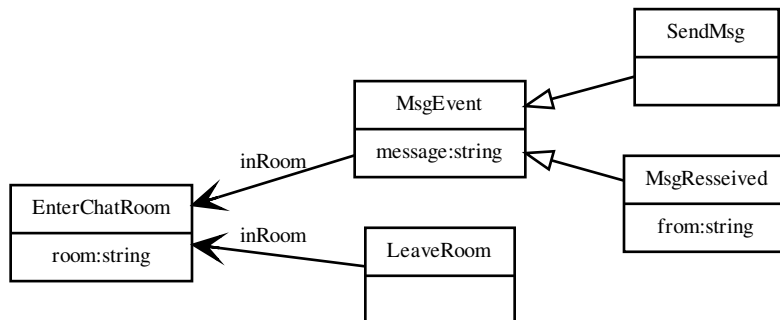 SendMsg
MsgEvent
message:string
inRoom
MsgResseived
from:string
EnterChatRoom
room:string
inRoom
LeaveRoom